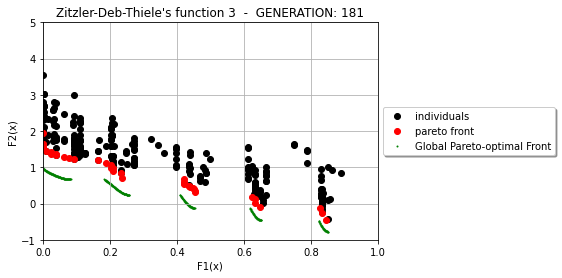 Zitzler-Deb-Thiele's function 3 - GENERATION: 181
5
4
3
2
1
0
−1
F2(x)
0.0 0.2 0.4 0.6 0.8 1.0
F1(x)
individuals
pareto front
Global Pareto-optimal Front